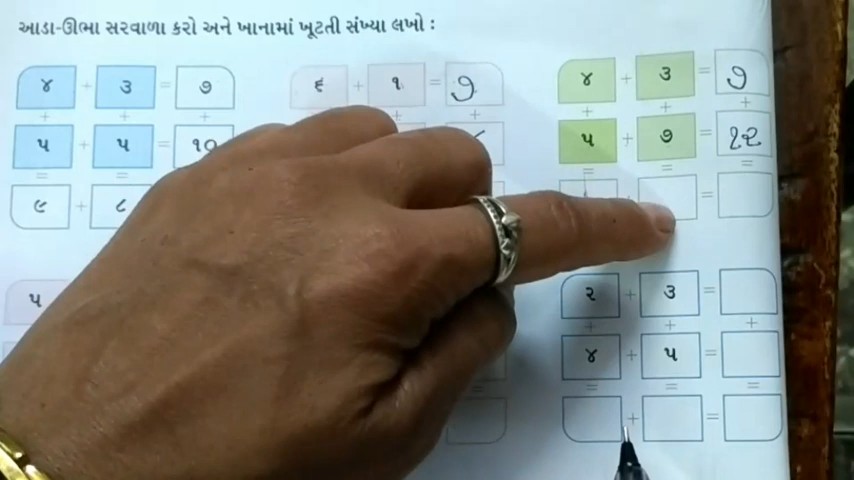 આડા-ઊભા સરવાળા કરો અને ખાનામાં ખૂટતી સંખ્યા લખો :
૪ + ૩ = ૭
૬ + ૧ = ૭
૪ + ૩ = ૭
+ + + +
+ + +
૫ + ૫ = ૧૦
૫ + ૭ = ૧૨
= = = =
૯ + ૮
=
૫
૨ + ૩ =
+ + +
૪ + ૫ =
= = =
+ =